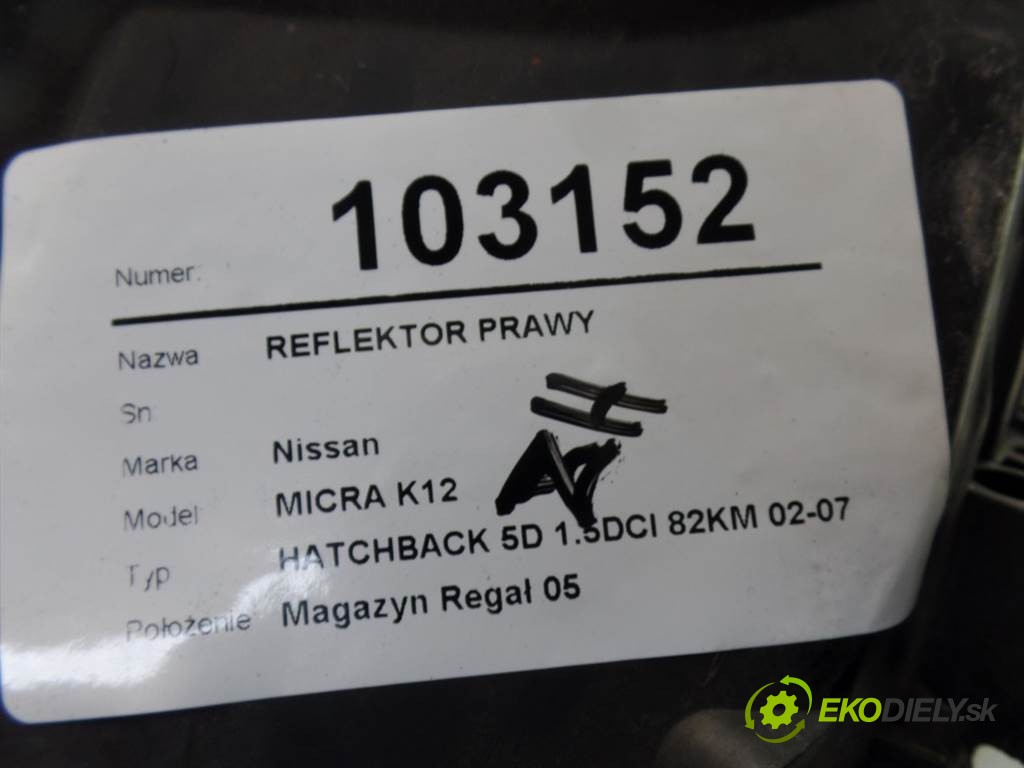 Numer: 103152
Nazwa REFLEKTOR PRAWY
Sn
Marka Nissan
Model MICRA K12
Typ HATCHBACK 5D 1.5DCI 82KM 02-07
Położenie Magazyn Regał 05
EKODIELY.sk